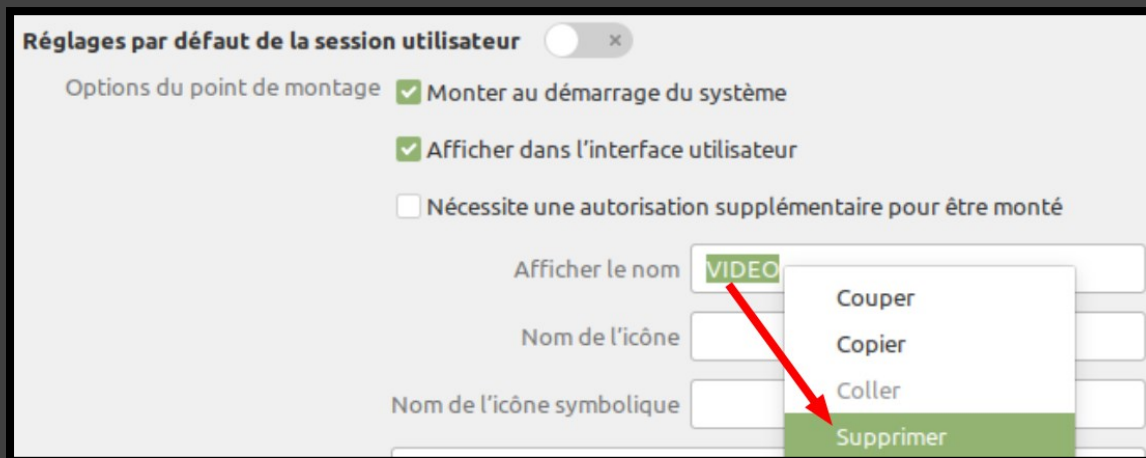 Réglages par défaut de la session utilisateur
Options du point de montage
Monter au démarrage du système
Afficher dans l'interface utilisateur
Nécessite une autorisation supplémentaire pour être monté
Afficher le nom VIDEO
Couper
Nom de l'icône
Copier
Coller
Nom de l'icône symbolique
Supprimer